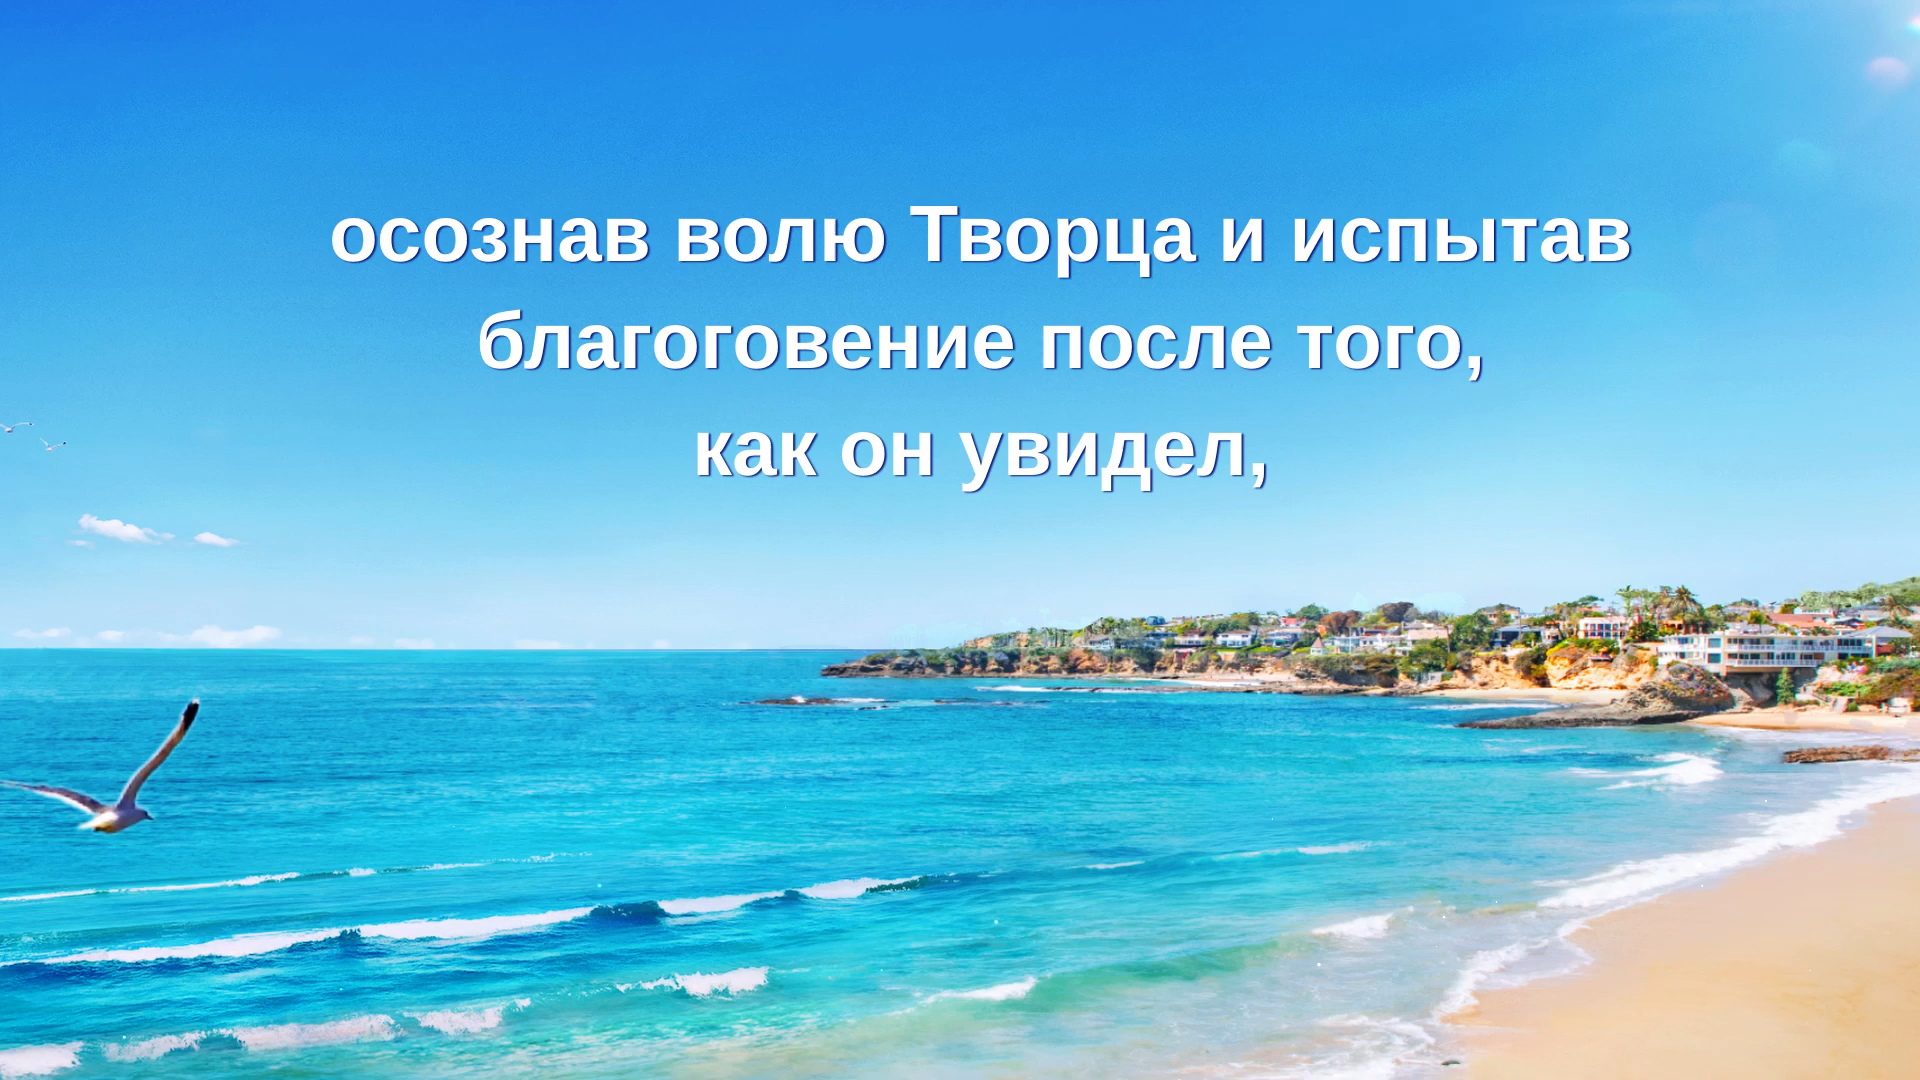 осознав волю Творца и испытав
благоговение после того,
как он увидел,